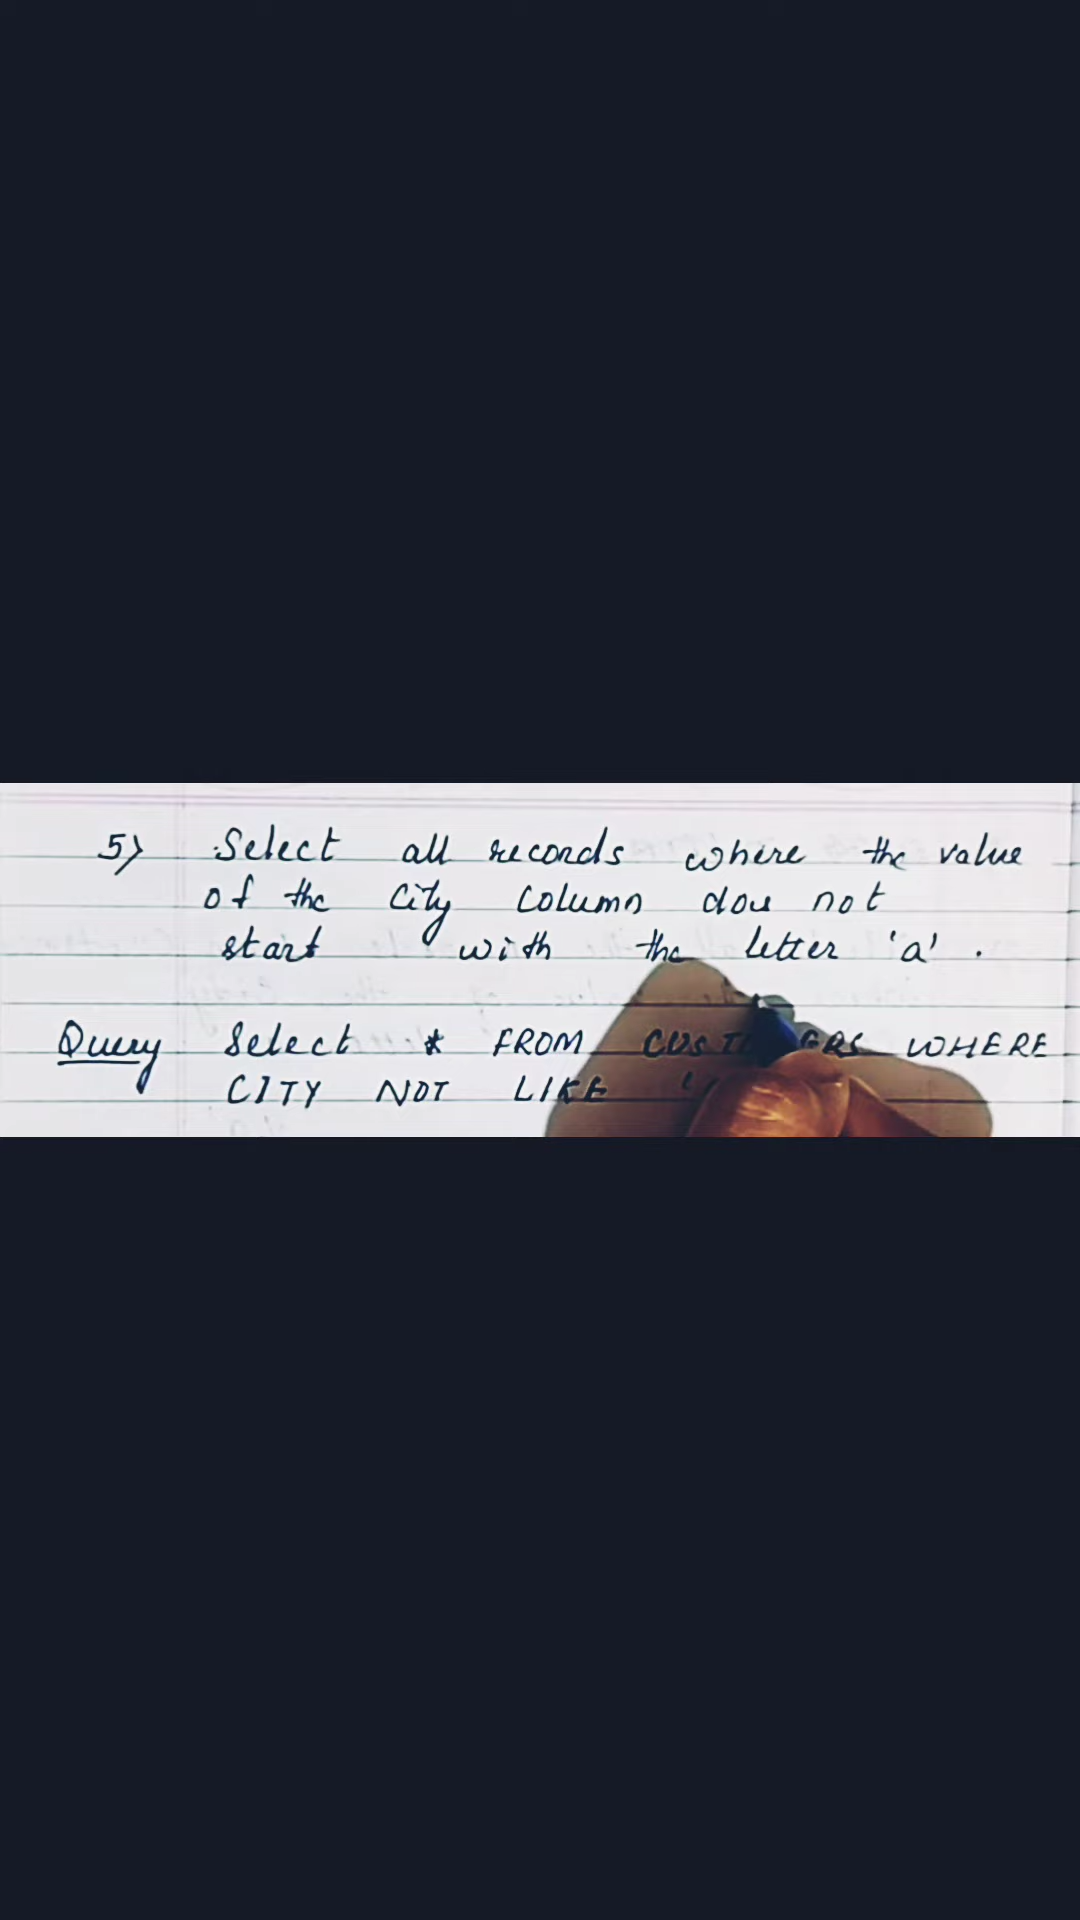 5) Select all records where the value
of the City Column does not
start with the letter 'a' .
Query Select * FROM WHERE
CITY NOT LIKE '